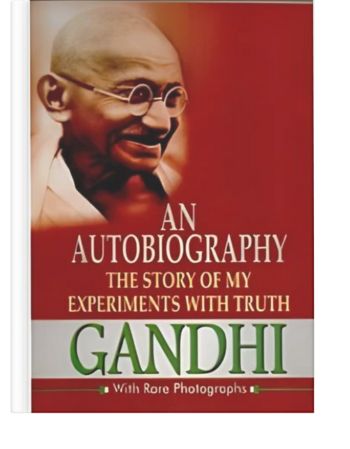 AN
AUTOBIOGRAPHY
THE STORY OF MY
EXPERIMENTS WITH TRUTH
GANDHI
With Rare Photographs